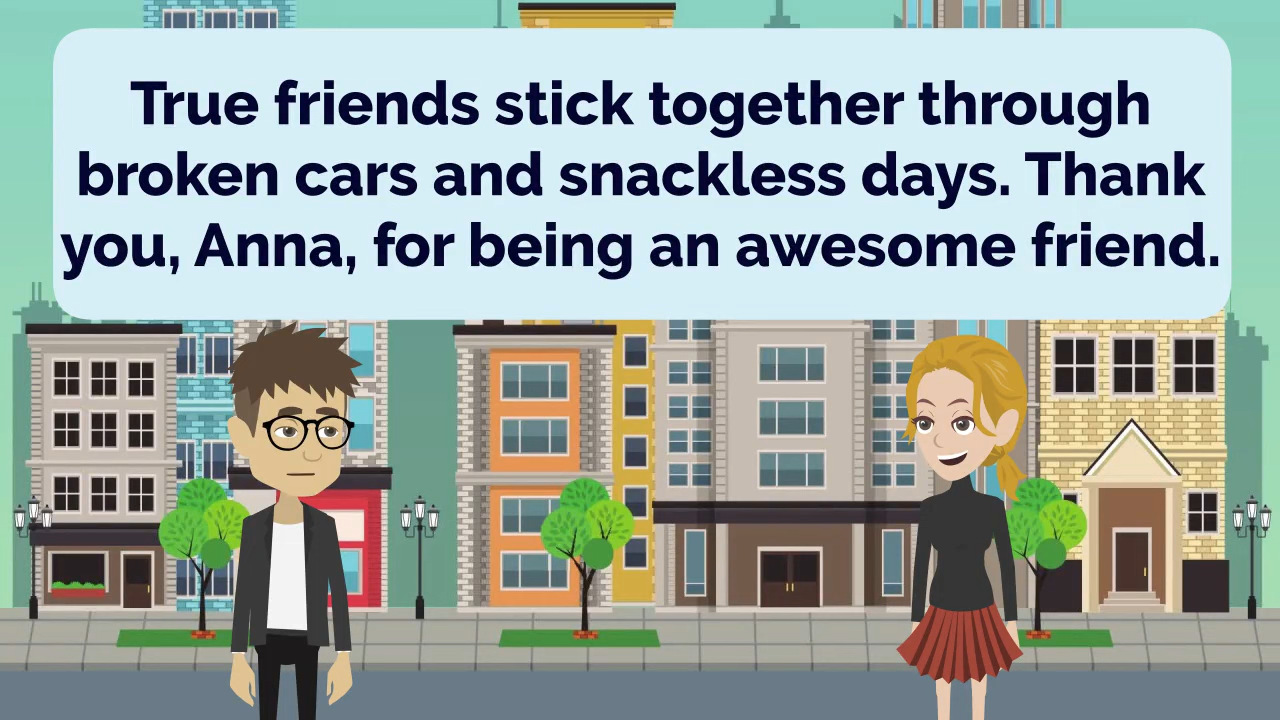 True friends stick together through
broken cars and snackless days. Thank
you, Anna, for being an awesome friend.